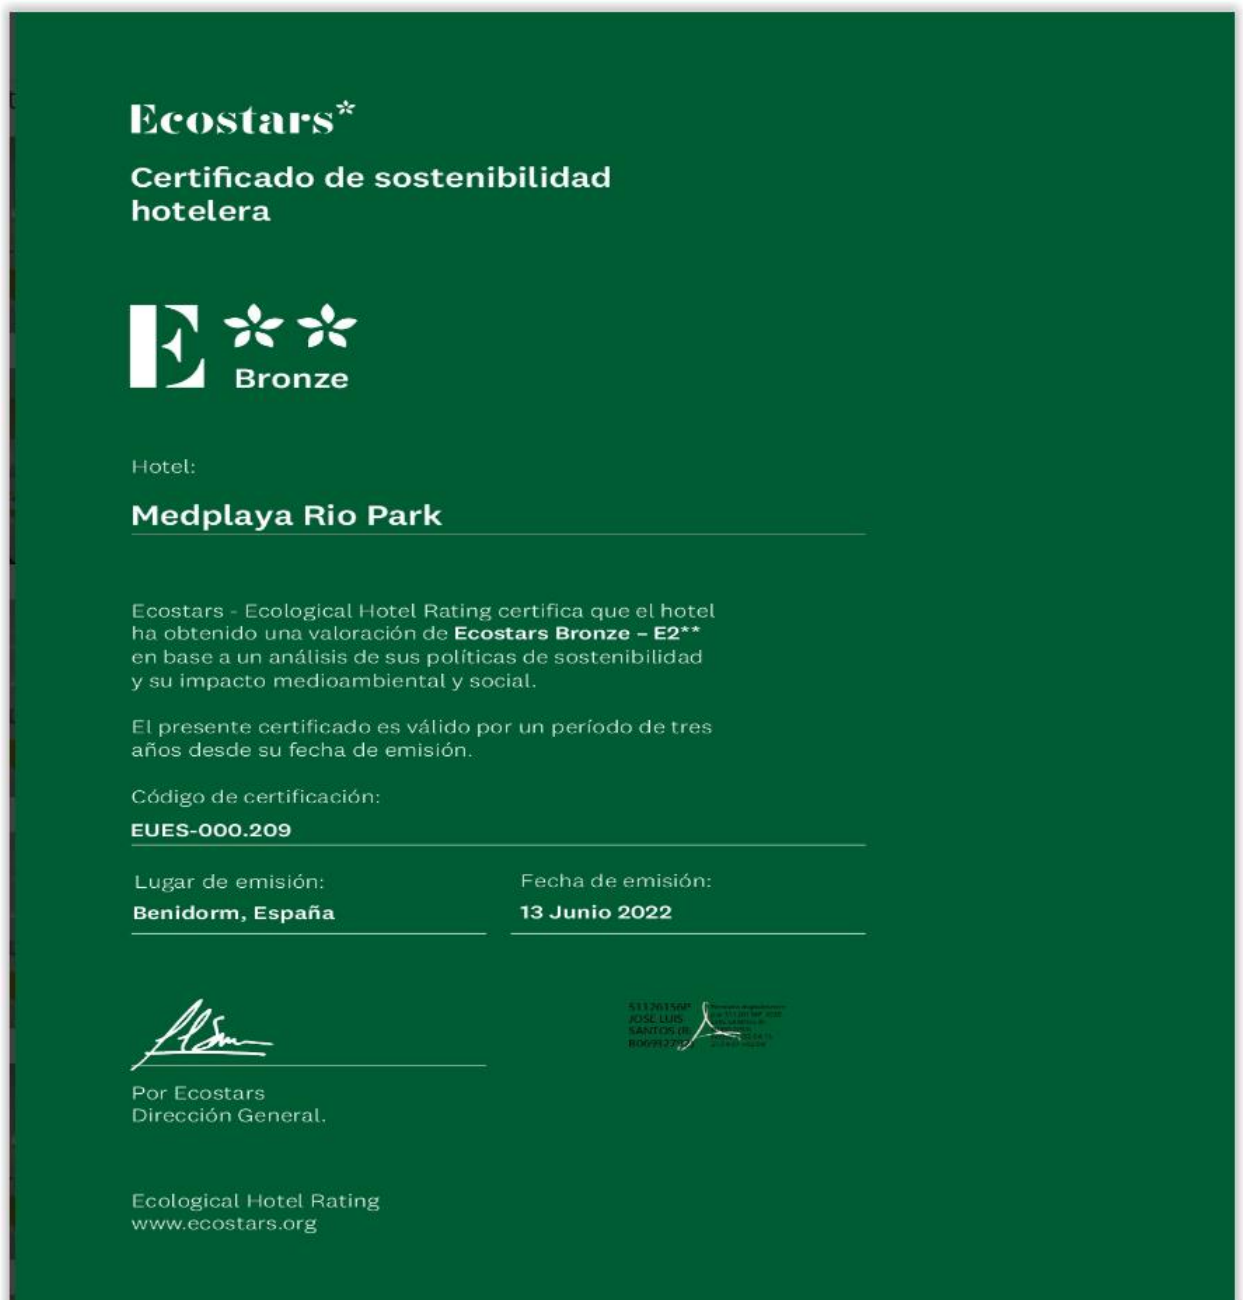 Ecostars*
Certificado de sostenibilidad
hotelera
E**
Bronze
Hotel:
Medplaya Rio Park
Ecostars - Ecological Hotel Rating certifica que el hotel
ha obtenido una valoración de Ecostars Bronze – E2**
en base a un análisis de sus políticas de sostenibilidad
y su impacto medioambiental y social.
El presente certificado es válido por un período de tres
años desde su fecha de emisión.
Código de certificación:
EUES-000.209
Lugar de emisión:
Fecha de emisión:
Benidorm, España
13 Junio 2022
JOSE LUIS
SANTOS (R:
Por Ecostars
Dirección General.
Ecological Hotel Rating
www.ecostars.org